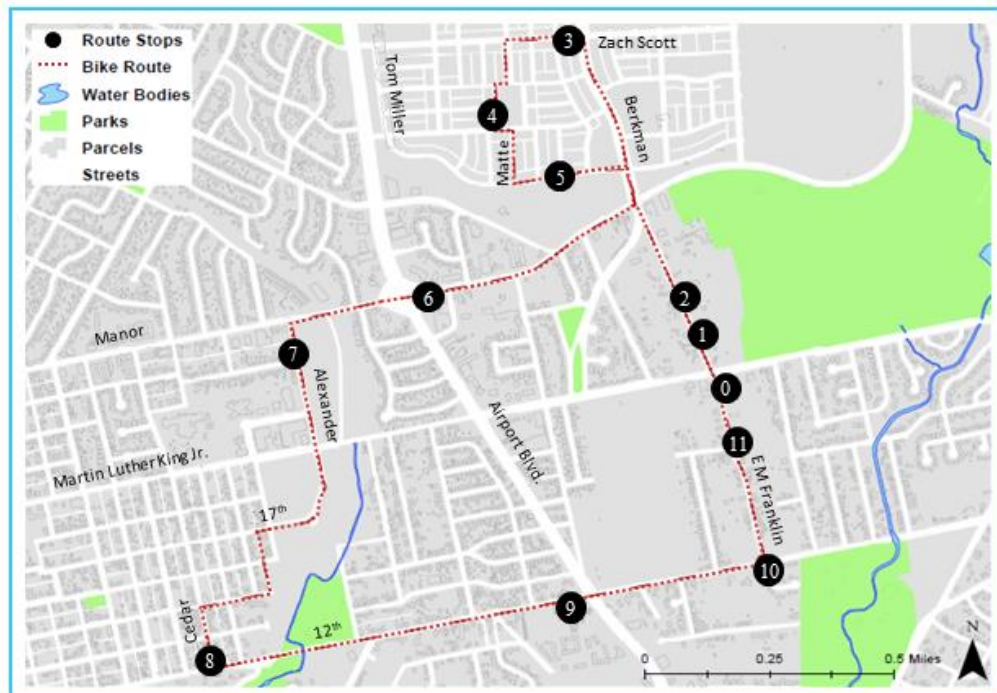 Route Stops
Bike Route
Water Bodies
Parks
Parcels
Streets
3
Zach Scott
Tom Miller
Berkman
4
Matte
5
2
6
1
Manor
7
Alexander
0
Airport Blvd.
11
E M Franklin
Martin Luther King Jr.
17th
10
9
Cedar
12th
8
N
0 0.25 0.5 Miles